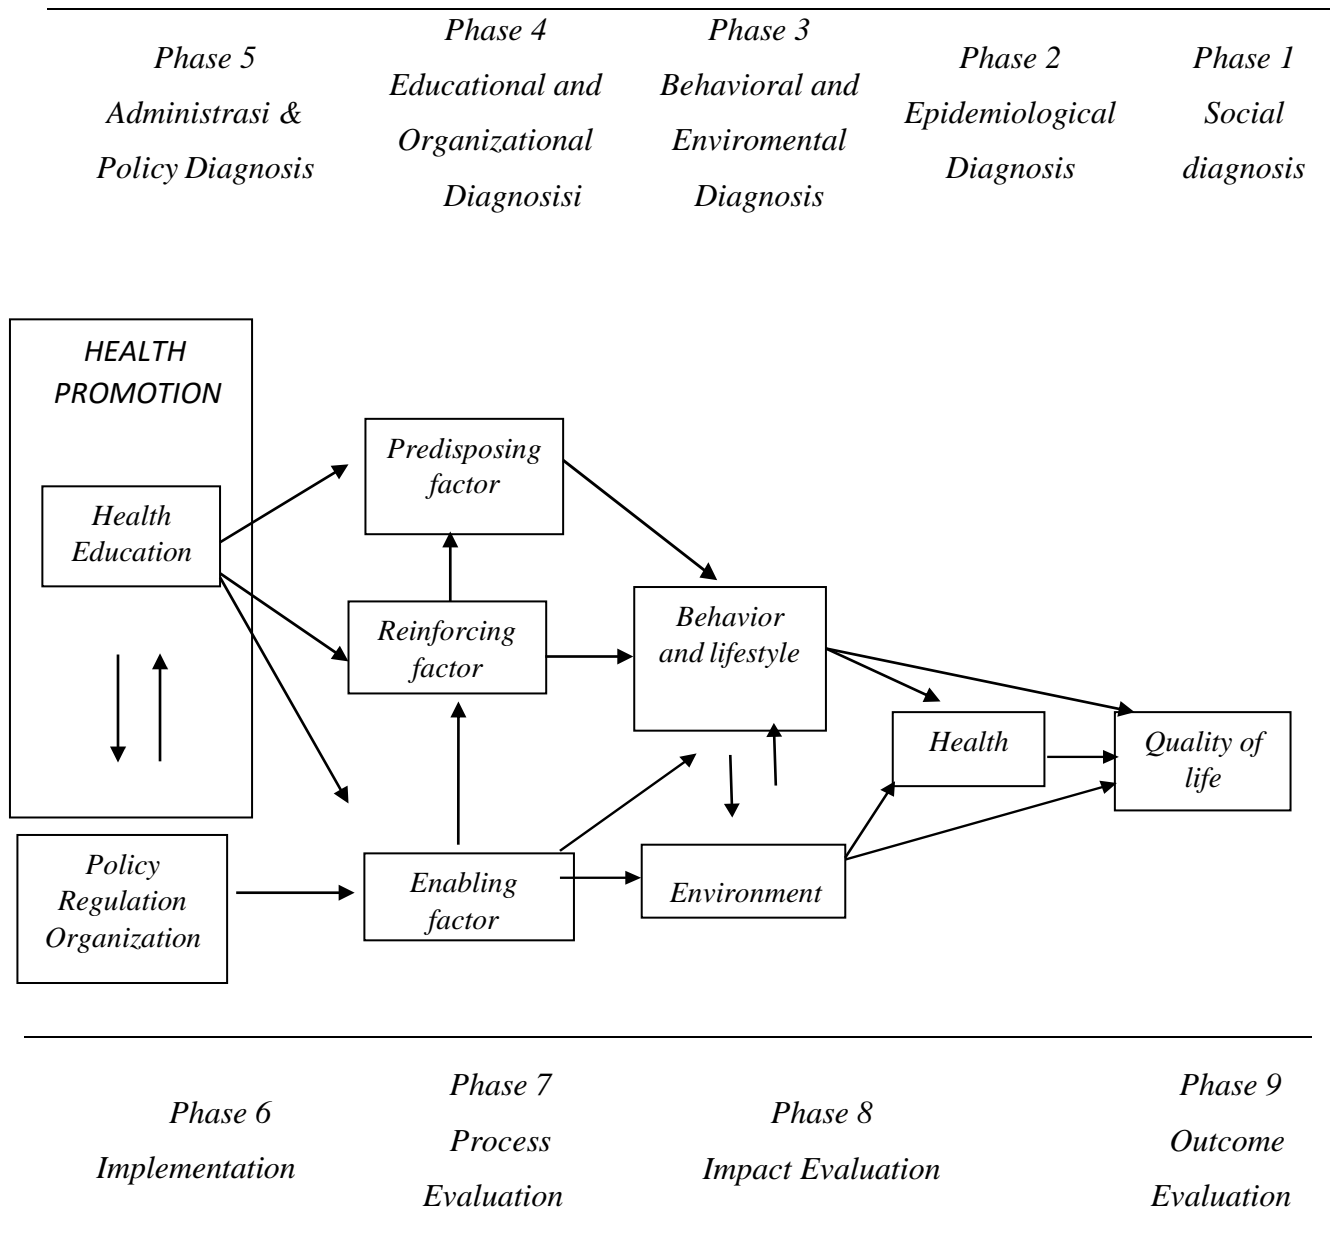 Phase 5
Administrasi &
Policy Diagnosis
Phase 4
Educational and
Organizational
Diagnosisi
Phase 3
Behavioral and
Enviromental
Diagnosis
Phase 2
Epidemiological
Diagnosis
Phase 1
Social
diagnosis
HEALTH
PROMOTION
Health
Education
Policy
Regulation
Organization
Predisposing
factor
Reinforcing
factor
Enabling
factor
Behavior
and lifestyle
Environment
Health
Quality of
life
Phase 6
Implementation
Phase 7
Process
Evaluation
Phase 8
Impact Evaluation
Phase 9
Outcome
Evaluation